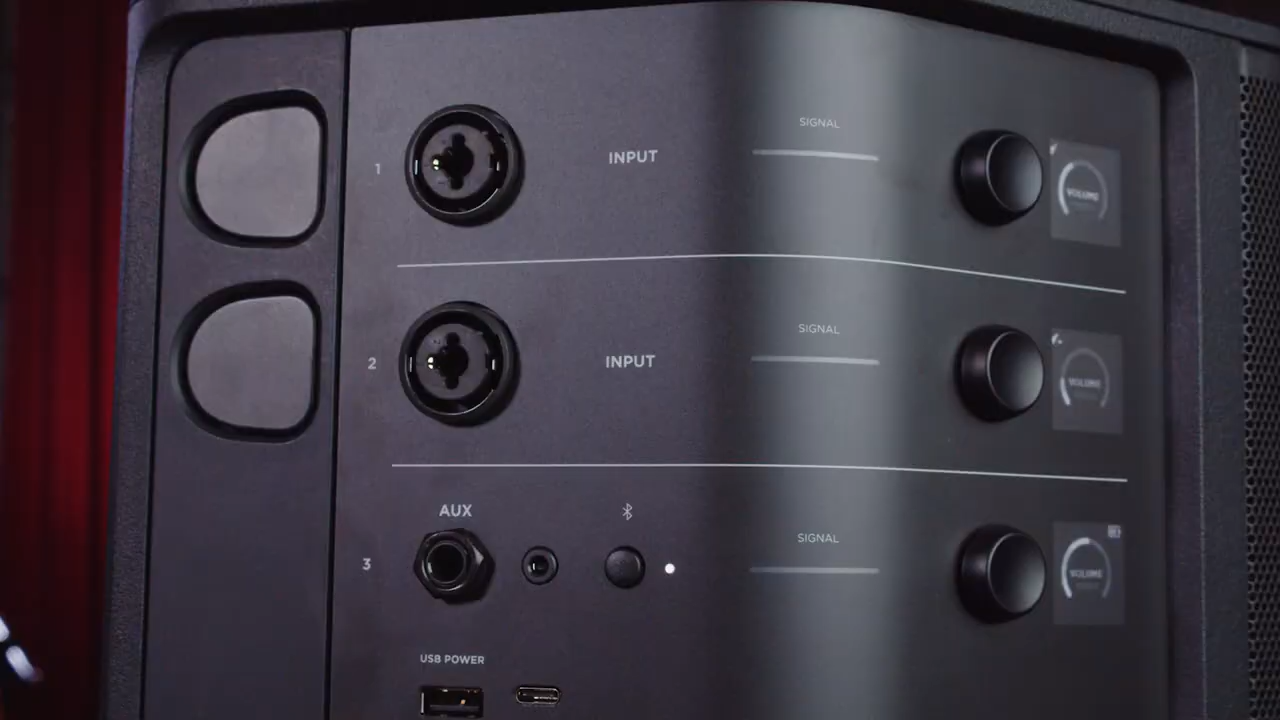 SIGNAL
1 INPUT VOLUME
SIGNAL
2 INPUT VOLUME
AUX
SIGNAL
3 VOLUME
USB POWER